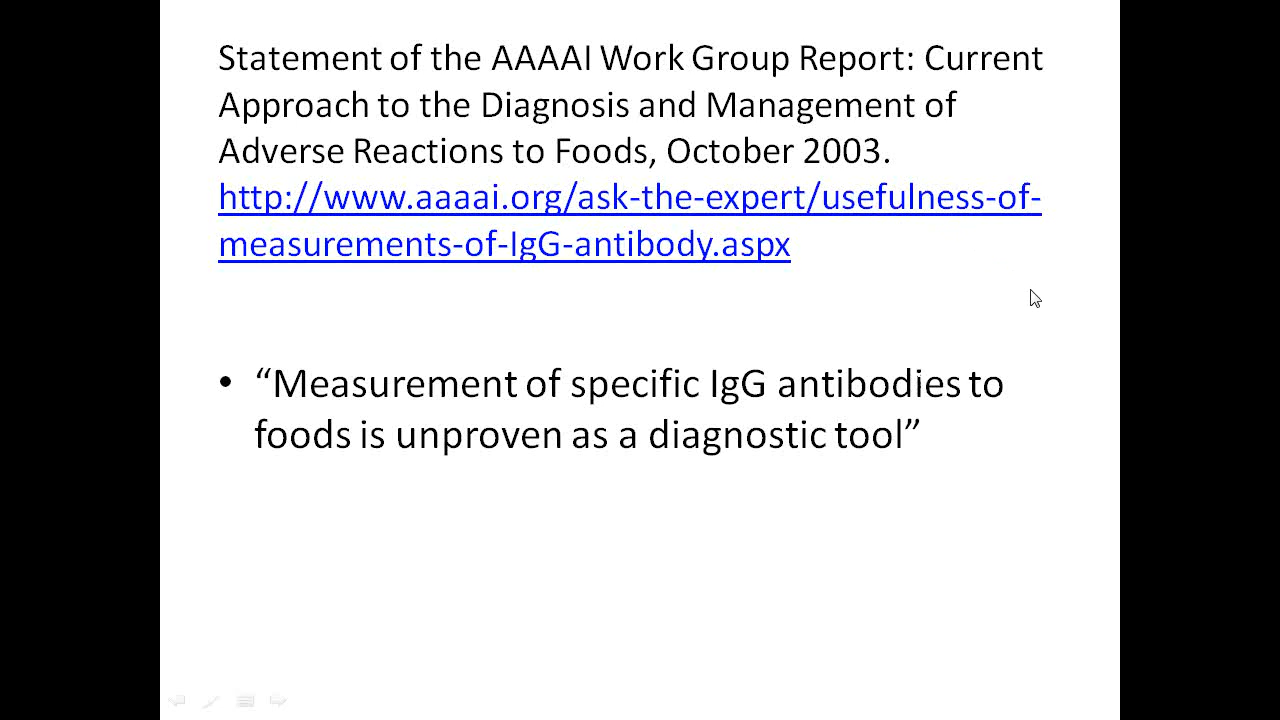 Statement of the AAAAI Work Group Report: Current
Approach to the Diagnosis and Management of
Adverse Reactions to Foods, October 2003.
http://www.aaaai.org/ask-the-expert/usefulness-of-
measurements-of-IgG-antibody.aspx
• “Measurement of specific IgG antibodies to
foods is unproven as a diagnostic tool”